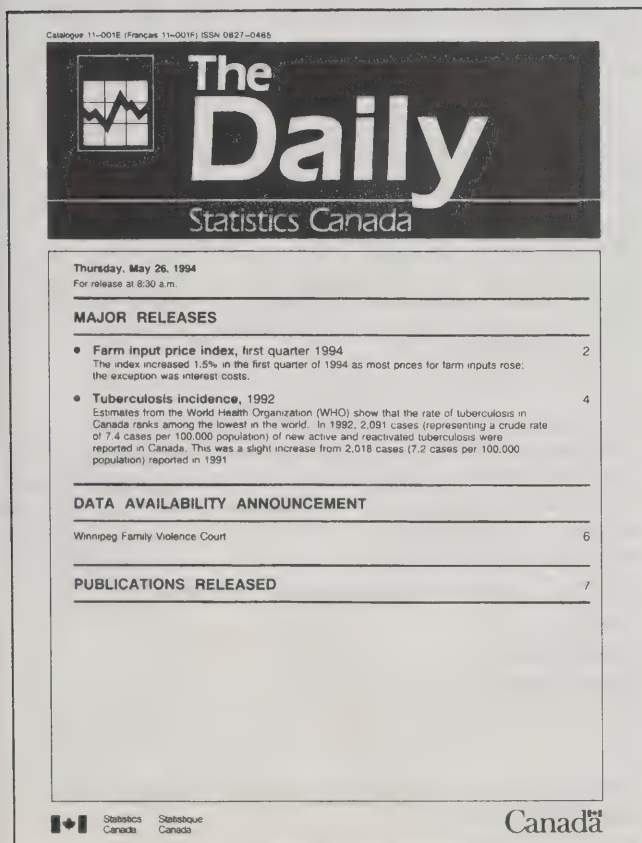 Catalogue 11-001E (Français 11-001F) ISSN 0827-0465
The
Daily
Statistics Canada
Thursday, May 26, 1994
For release at 8:30 a.m.
MAJOR RELEASES
● Farm input price index, first quarter 1994 2
The index increased 1.5% in the first quarter of 1994 as most prices for farm inputs rose;
the exception was interest costs.
● Tuberculosis incidence, 1992 4
Estimates from the World Health Organization (WHO) show that the rate of tuberculosis in
Canada ranks among the lowest in the world. In 1992, 2,091 cases (representing a crude rate
of 7.4 cases per 100,000 population) of new active and reactivated tuberculosis were
reported in Canada. This was a slight increase from 2,018 cases (7.2 cases per 100,000
population) reported in 1991
DATA AVAILABILITY ANNOUNCEMENT
Winnipeg Family Violence Court 6
PUBLICATIONS RELEASED 7
Statistics Statistique
Canada Canada
Canada